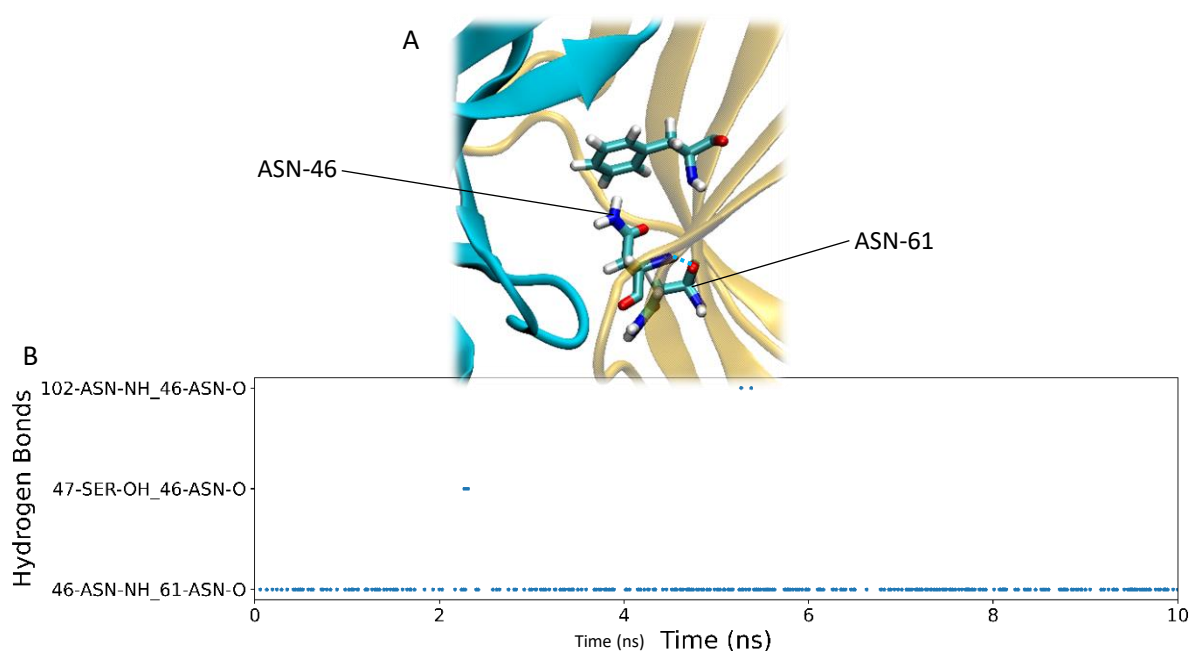 A
ASN-46
ASN-61
B
Hydrogen Bonds
102-ASN-NH_46-ASN-O
47-SER-OH_46-ASN-O
46-ASN-NH_61-ASN-O
0 2 4 6 8 10
Time (ns) Time (ns)